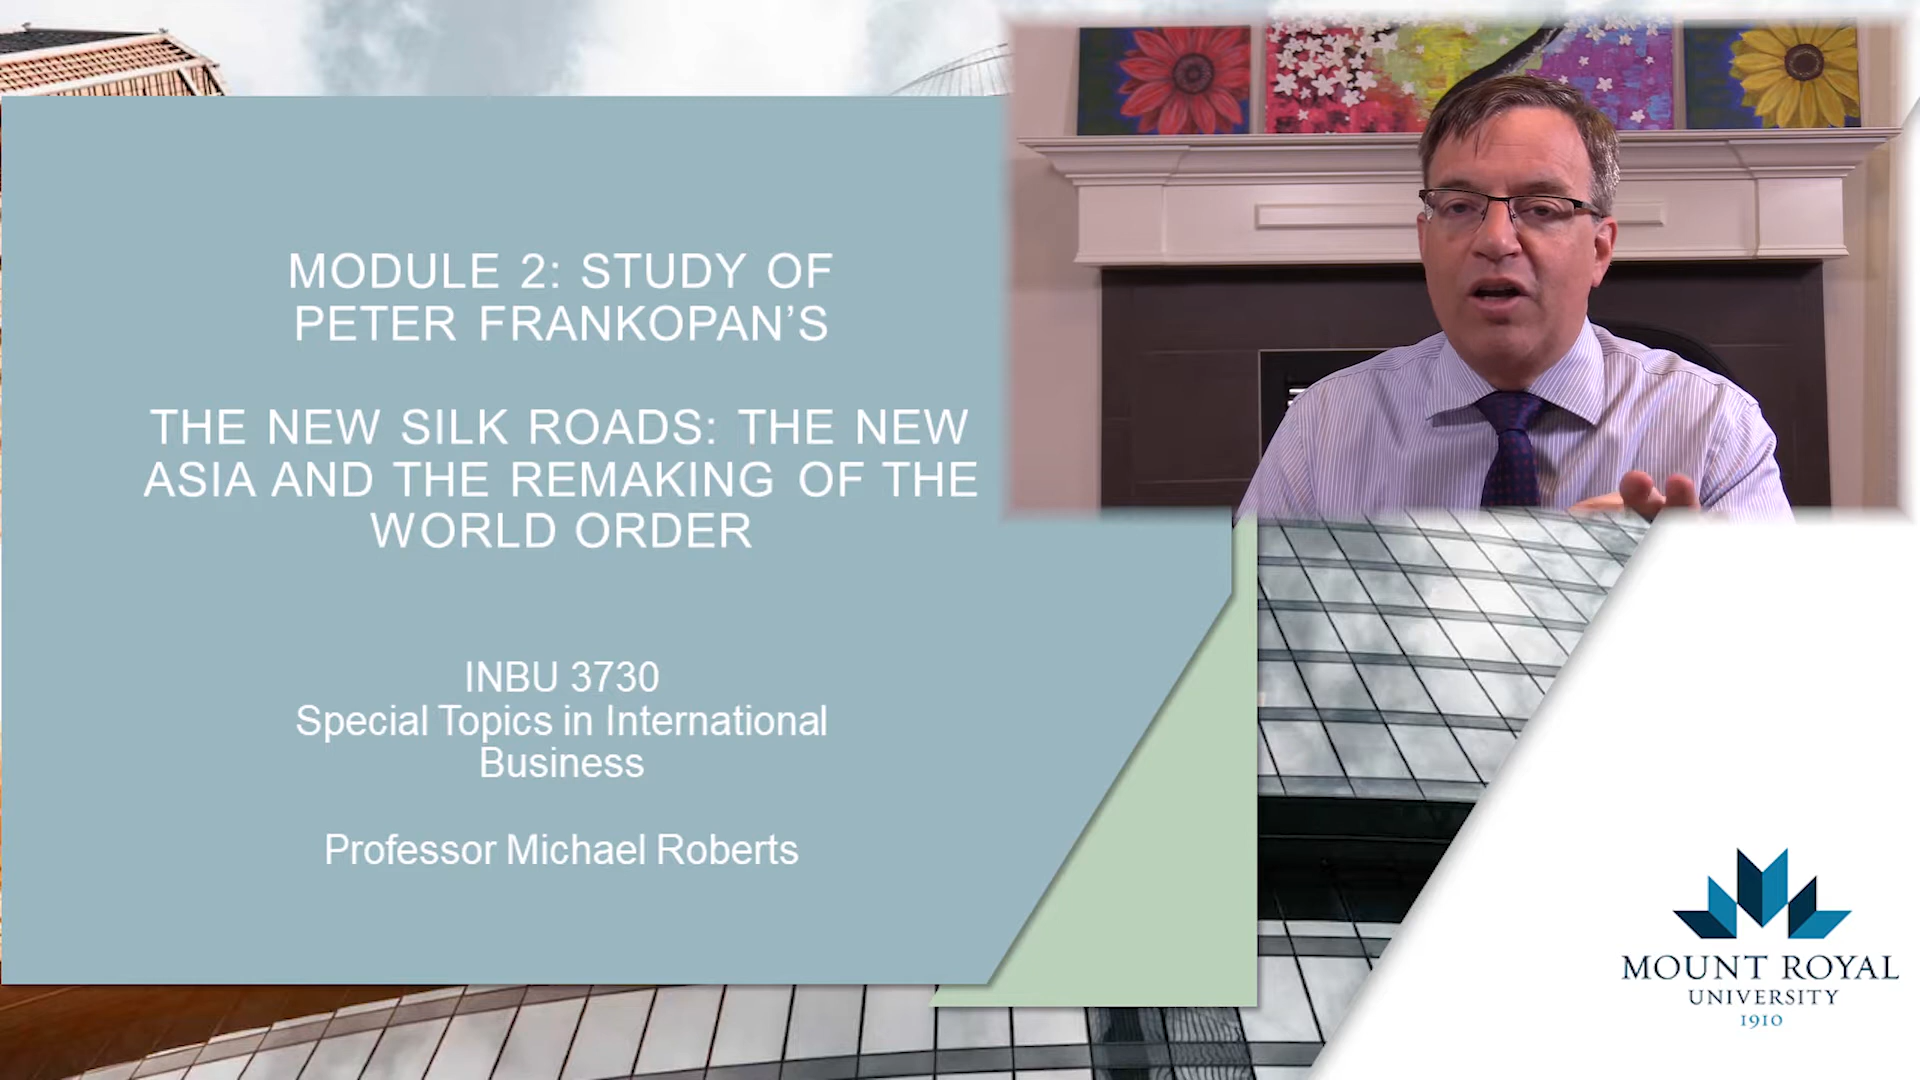 MODULE 2: STUDY OF
PETER FRANKOPAN’S
THE NEW SILK ROADS: THE NEW
ASIA AND THE REMAKING OF THE
WORLD ORDER
INBU 3730
Special Topics in International
Business
Professor Michael Roberts
MOUNT ROYAL
UNIVERSITY
1910